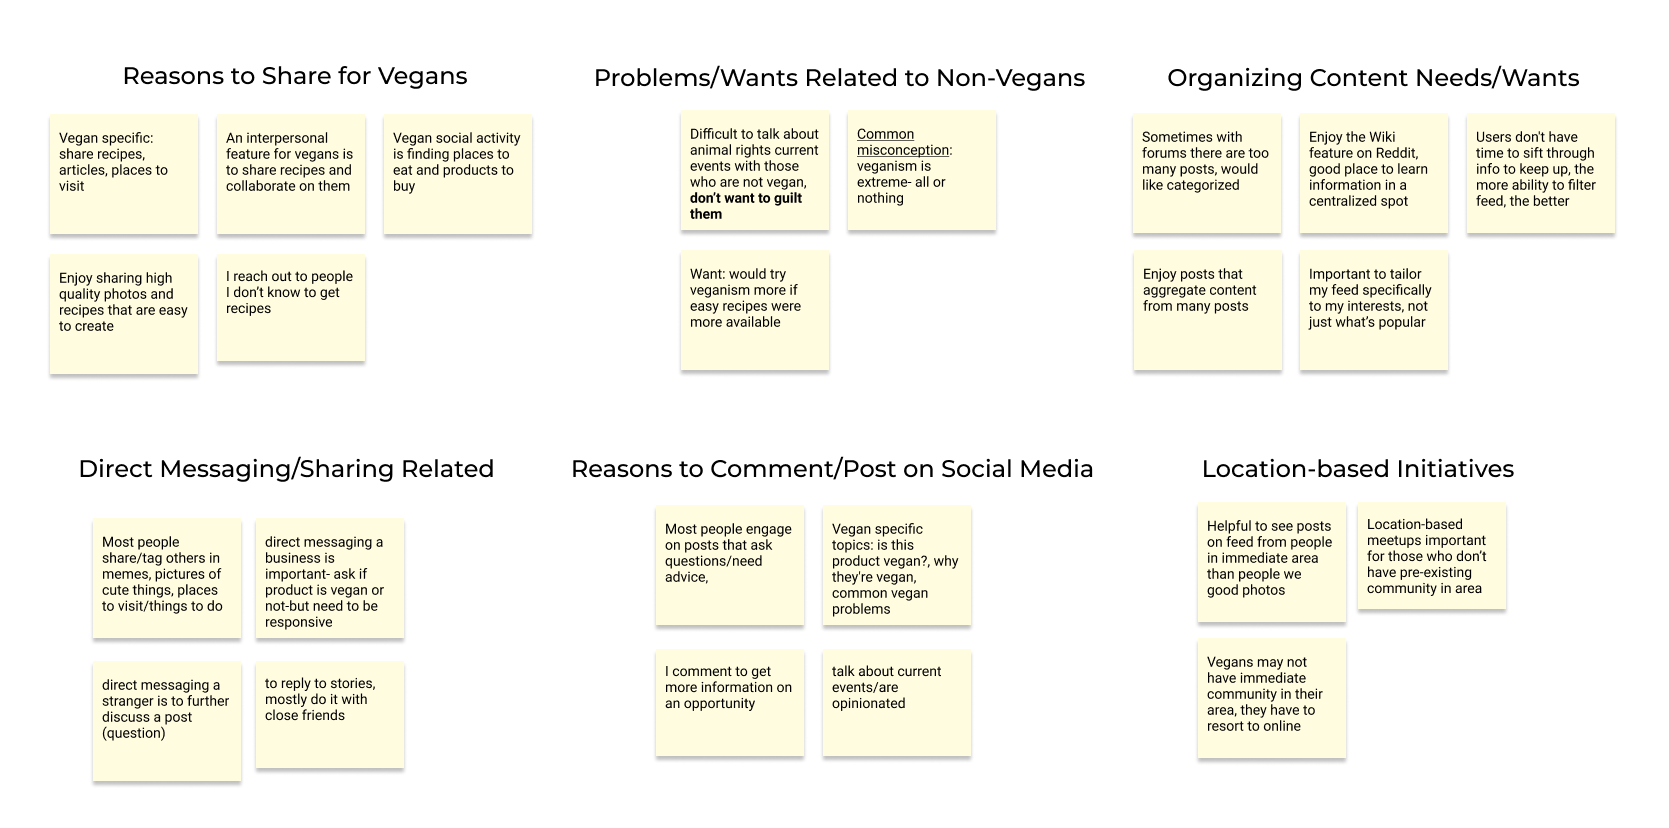 Reasons to Share for Vegans
Vegan specific:
share recipes,
articles, places to
visit
An interpersonal
feature for vegans is
to share recipes and
collaborate on them
Vegan social activity
is finding places to
eat and products to
buy
Enjoy sharing high
quality photos and
recipes that are easy
to create
I reach out to people
I don’t know to get
recipes
Problems/Wants Related to Non-Vegans
Difficult to talk about
animal rights current
events with those
who are not vegan,
don’t want to guilt
them
Common
misconception:
veganism is
extreme- all or
nothing
Want: would try
veganism more if
easy recipes were
more available
Organizing Content Needs/Wants
Sometimes with
forums there are too
many posts, would
like categorized
Enjoy the Wiki
feature on Reddit,
good place to learn
information in a
centralized spot
Users don't have
time to sift through
info to keep up, the
more ability to filter
feed, the better
Enjoy posts that
aggregate content
from many posts
Important to tailor
my feed specifically
to my interests, not
just what’s popular
Direct Messaging/Sharing Related
Most people
share/tag others in
memes, pictures of
cute things, places
to visit/things to do
direct messaging a
business is
important- ask if
product is vegan or
not-but need to be
responsive
direct messaging a
stranger is to further
discuss a post
(question)
to reply to stories,
mostly do it with
close friends
Reasons to Comment/Post on Social Media
Most people engage
on posts that ask
questions/need
advice,
Vegan specific
topics: is this
product vegan?, why
they're vegan,
common vegan
problems
I comment to get
more information on
an opportunity
talk about current
events/are
opinionated
Location-based Initiatives
Helpful to see posts
on feed from people
in immediate area
than people we
good photos
Location-based
meetups important
for those who don’t
have pre-existing
community in area
Vegans may not
have immediate
community in their
area, they have to
resort to online